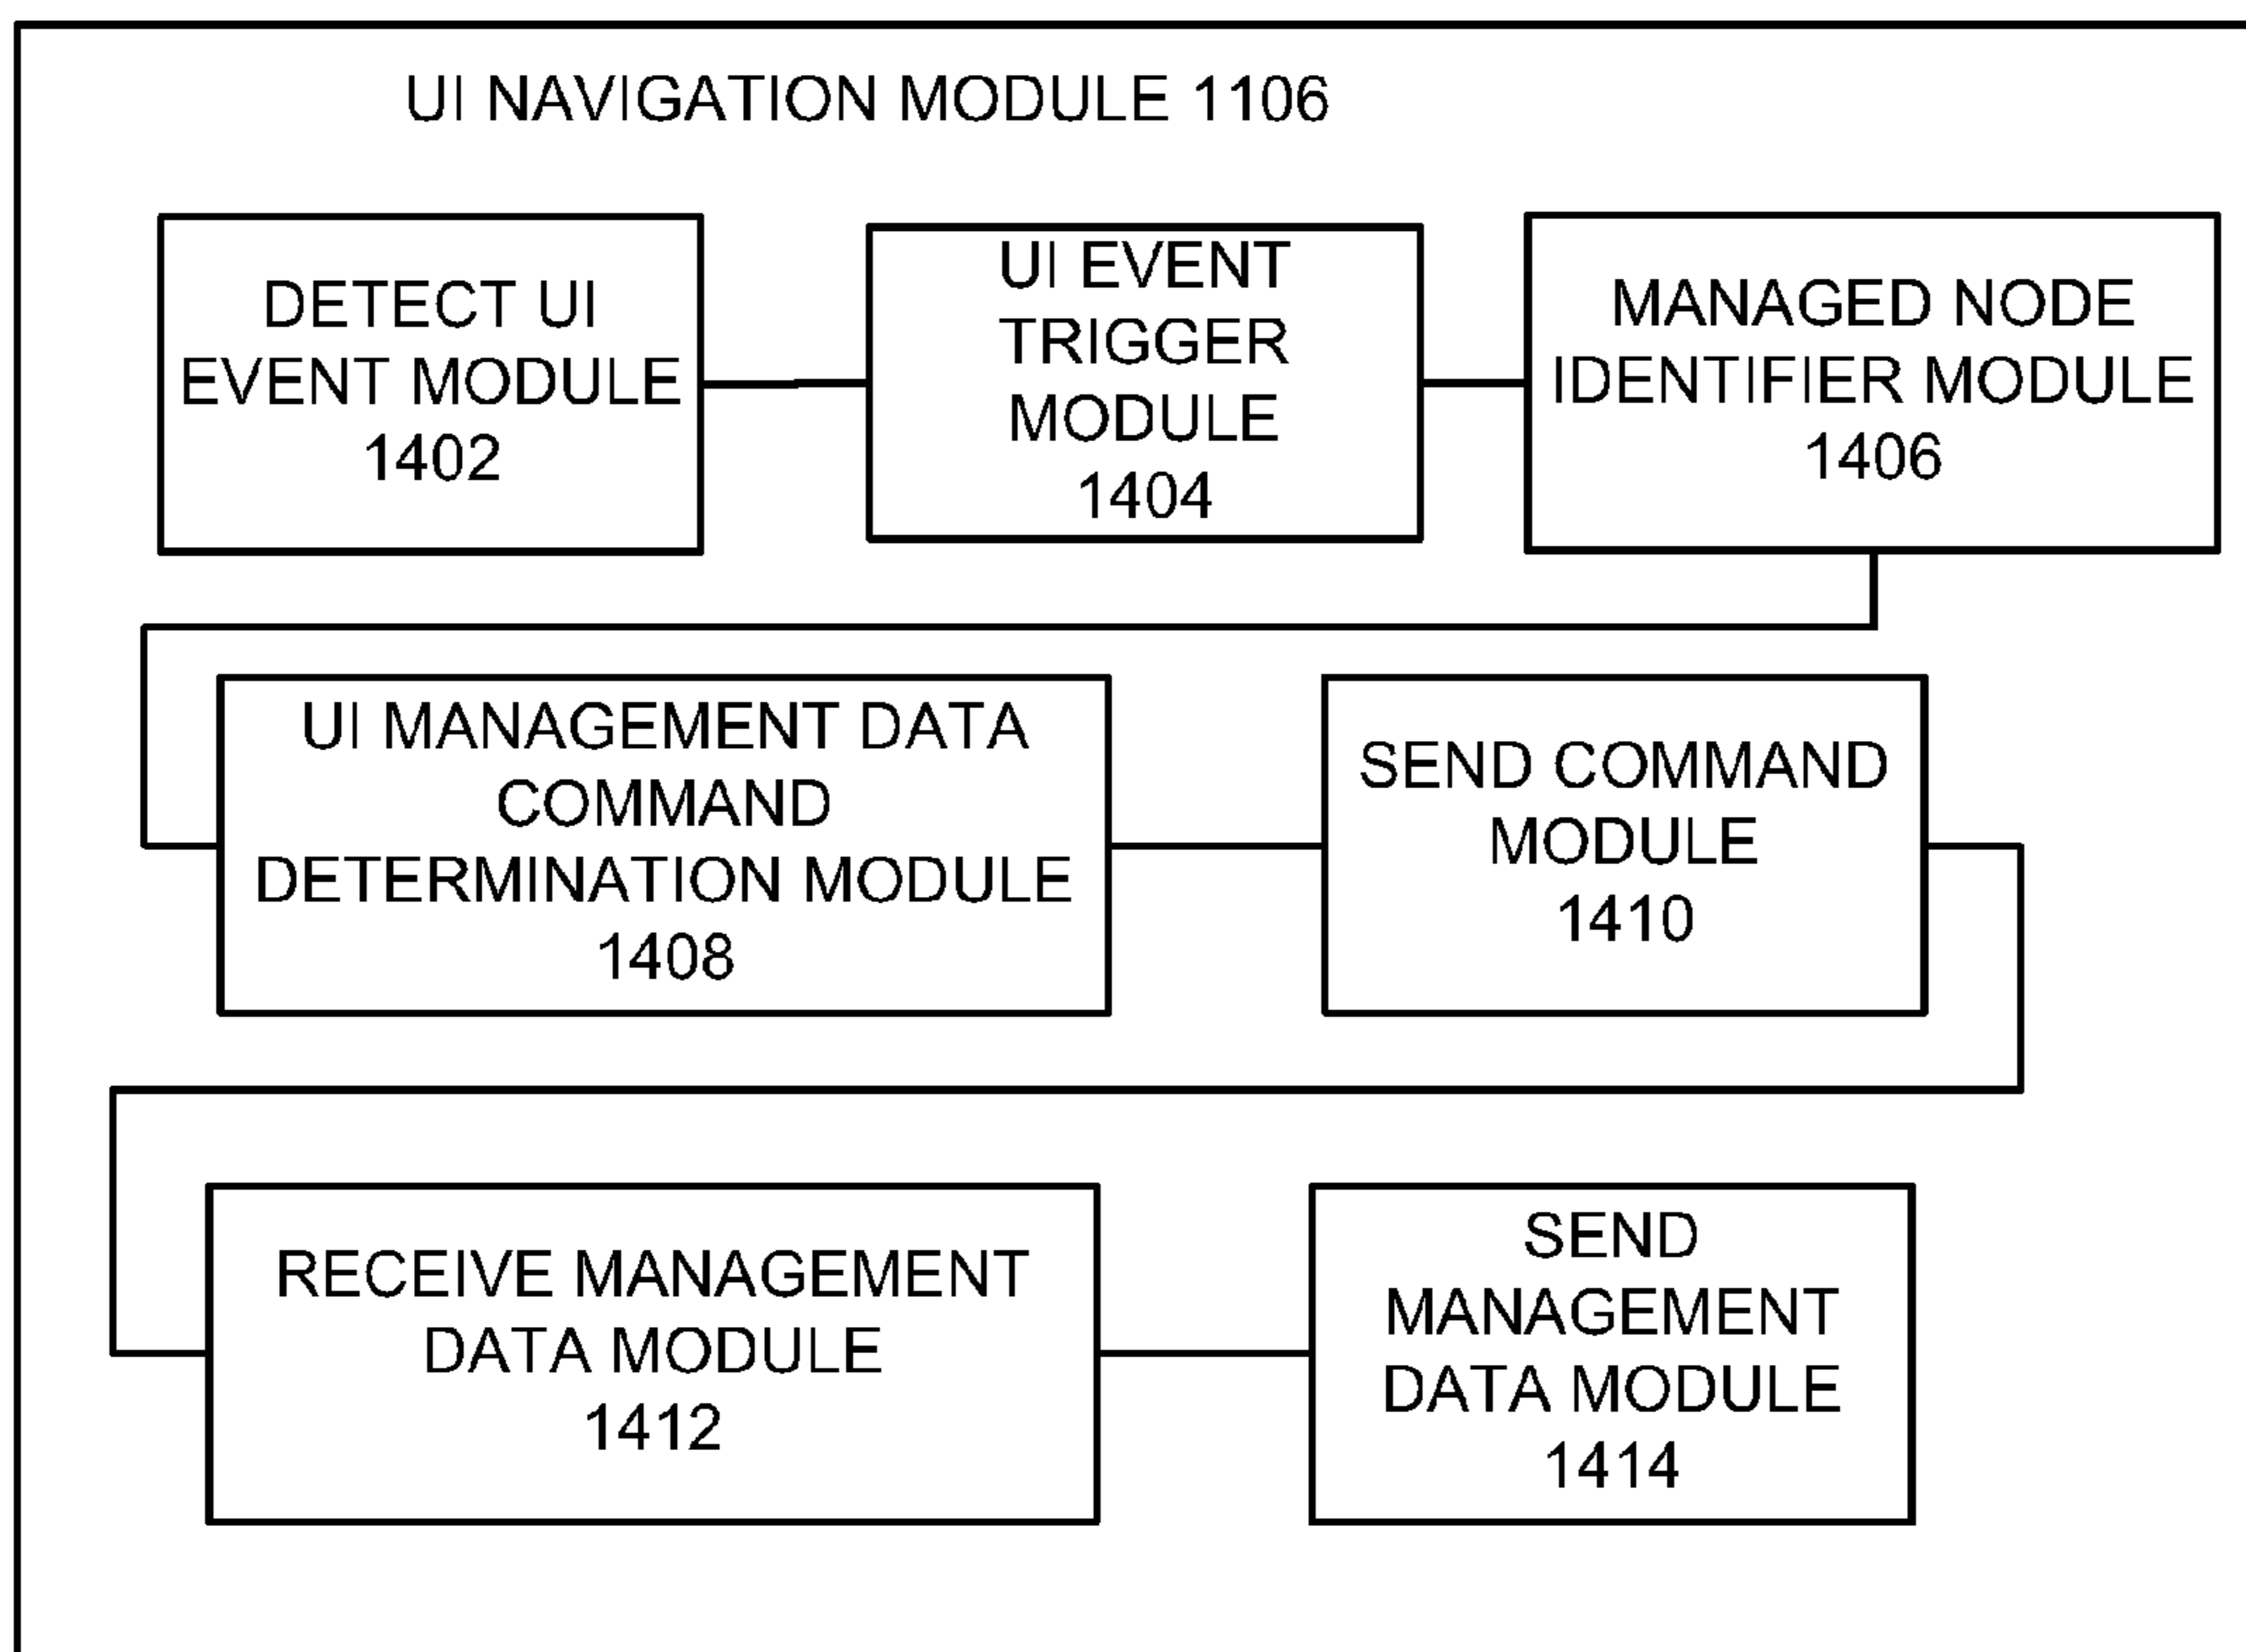 UI NAVIGATION MODULE 1106
DETECT UI
EVENT MODULE
1402
UI EVENT
TRIGGER
MODULE
1404
MANAGED NODE
IDENTIFIER MODULE
1406
UI MANAGEMENT DATA
COMMAND
DETERMINATION MODULE
1408
SEND COMMAND
MODULE
1410
RECEIVE MANAGEMENT
DATA MODULE
1412
SEND
MANAGEMENT
DATA MODULE
1414